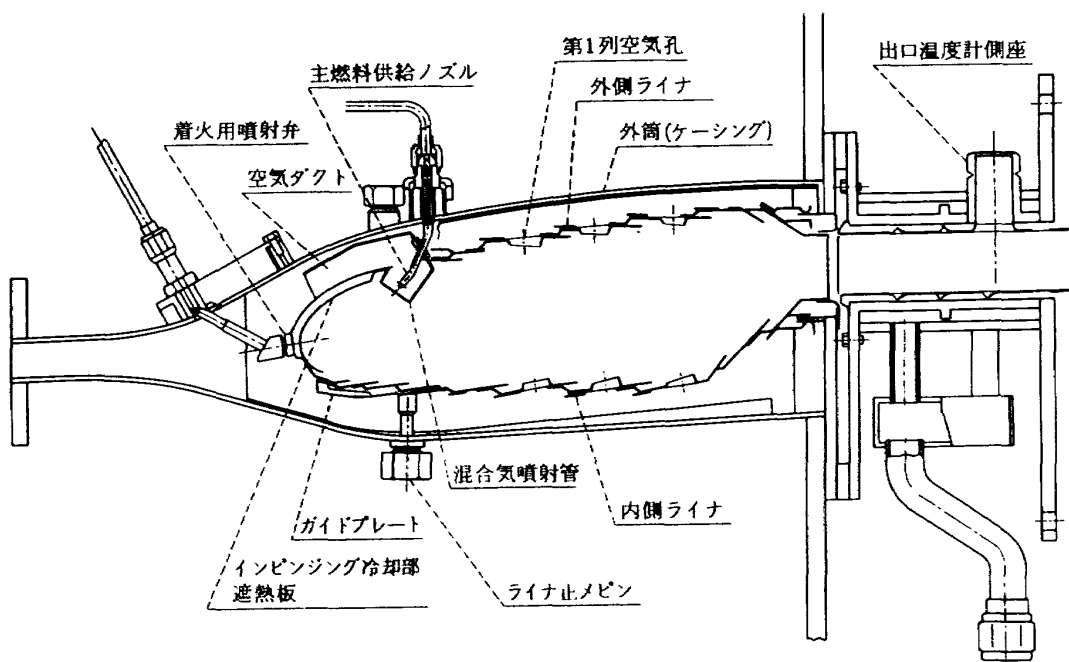 第1列空気孔
出口温度計側座
主燃料供給ノズル
外側ライナ
着火用噴射弁
外筒(ケーシング)
空気ダクト
混合気噴射管
内側ライナ
ガイドプレート
インピンジング冷却部
遮熱板
ライナ止メピン